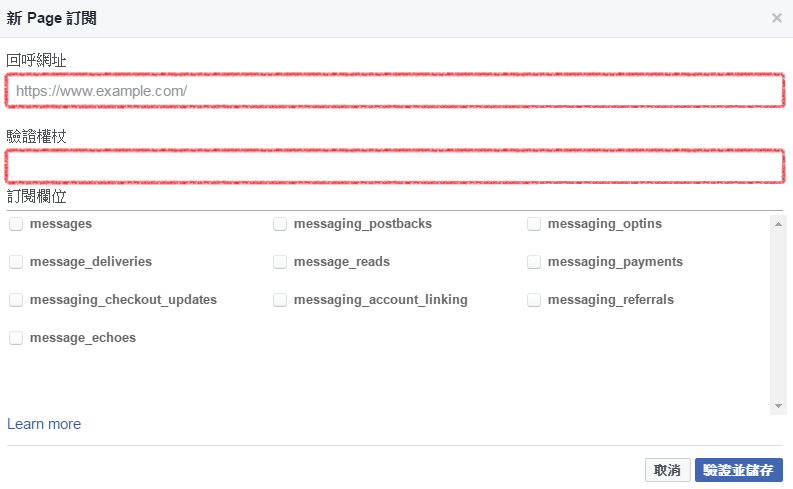 新 Page 訂閱
×
回呼網址
https://www.example.com/
驗證權杖
訂閱欄位
messages messaging_postbacks messaging_optins
message_deliveries message_reads messaging_payments
messaging_checkout_updates messaging_account_linking messaging_referrals
message_echoes
Learn more
取消 驗證並儲存